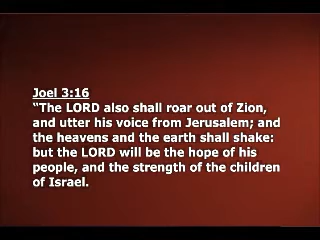 Joel 3:16
“The LORD also shall roar out of Zion,
and utter his voice from Jerusalem; and
the heavens and the earth shall shake:
but the LORD will be the hope of his
people, and the strength of the children
of Israel.